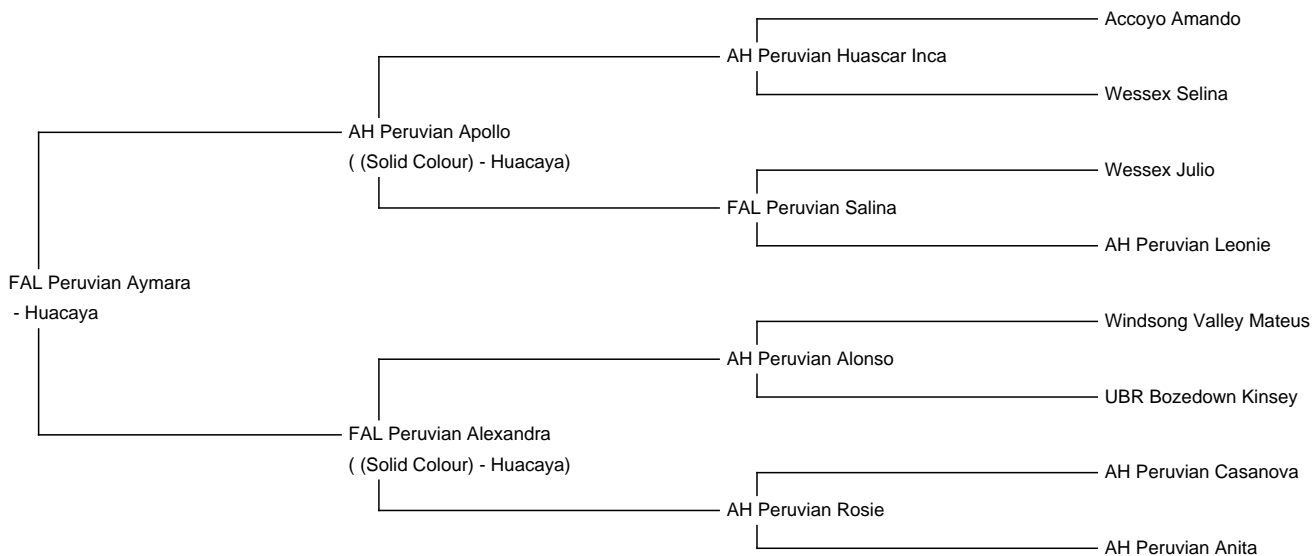 Accoyo Amando
AH Peruvian Huascar Inca
Wessex Selina
AH Peruvian Apollo
( (Solid Colour) - Huacaya)
Wessex Julio
FAL Peruvian Salina
AH Peruvian Leonie
FAL Peruvian Aymara
- Huacaya
Windsong Valley Mateus
AH Peruvian Alonso
UBR Bozedown Kinsey
FAL Peruvian Alexandra
( (Solid Colour) - Huacaya)
AH Peruvian Casanova
AH Peruvian Rosie
AH Peruvian Anita